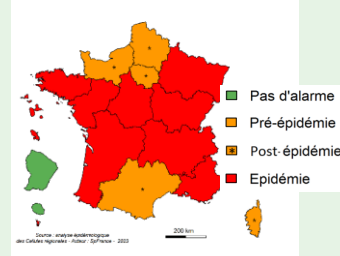 Pas d'alarme
Pré-épidémie
Post-épidémie
Epidémie
200 km
Source : analyse épidémiologique
des Cellules régionales - Auteur : SpFrance - 2023